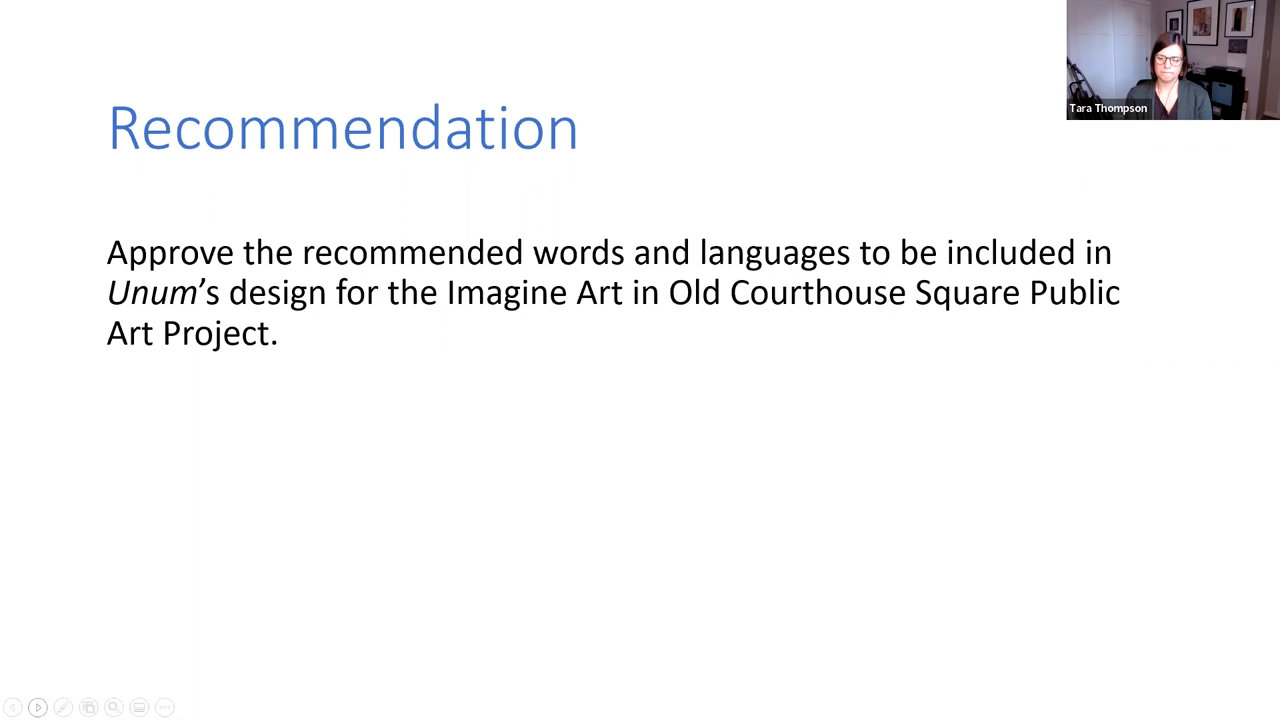 Tara Thompson
Recommendation
Approve the recommended words and languages to be included in
Unum’s design for the Imagine Art in Old Courthouse Square Public
Art Project.